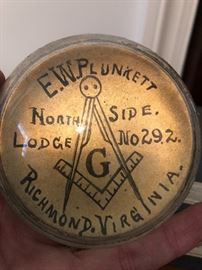 E.W. PLUNKETT
NORTH SIDE.
LODGE NO 292.
G
RICHMOND, VIRGINIA.